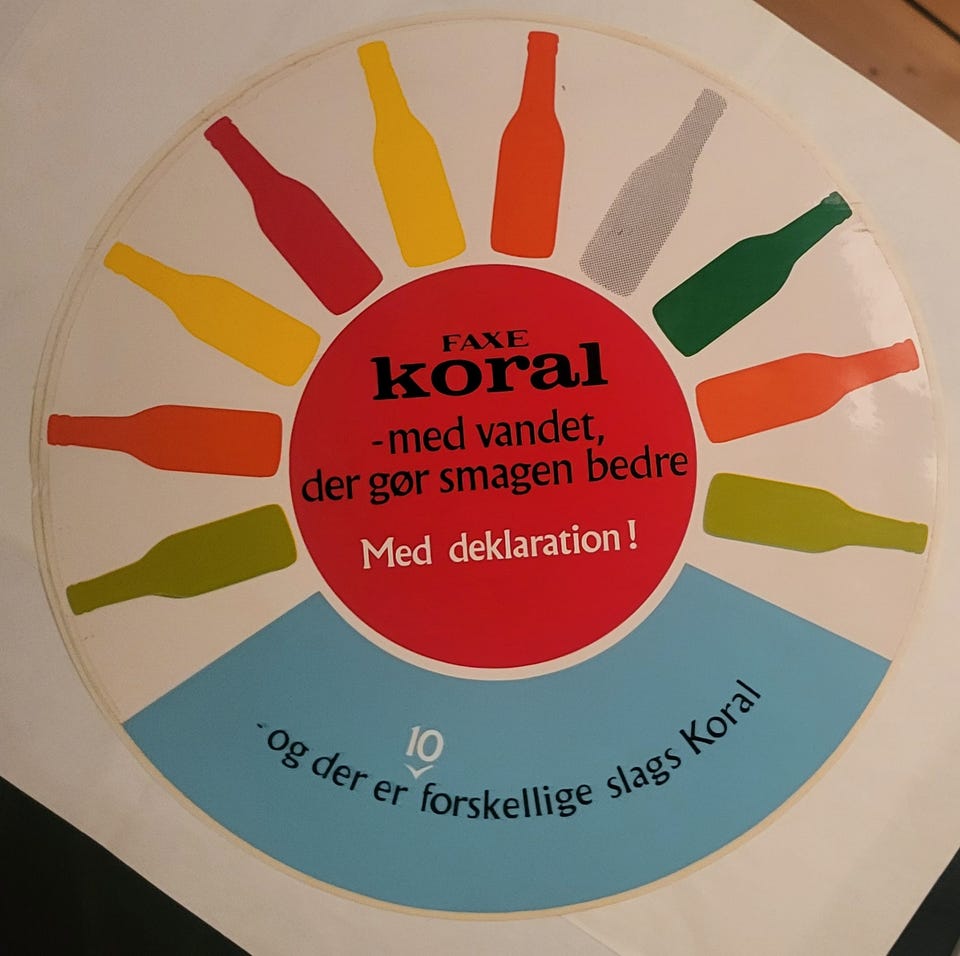 FAXE
koral
-med vandet,
der gør smagen bedre
Med deklaration!
10
-og der er forskellige slags Koral